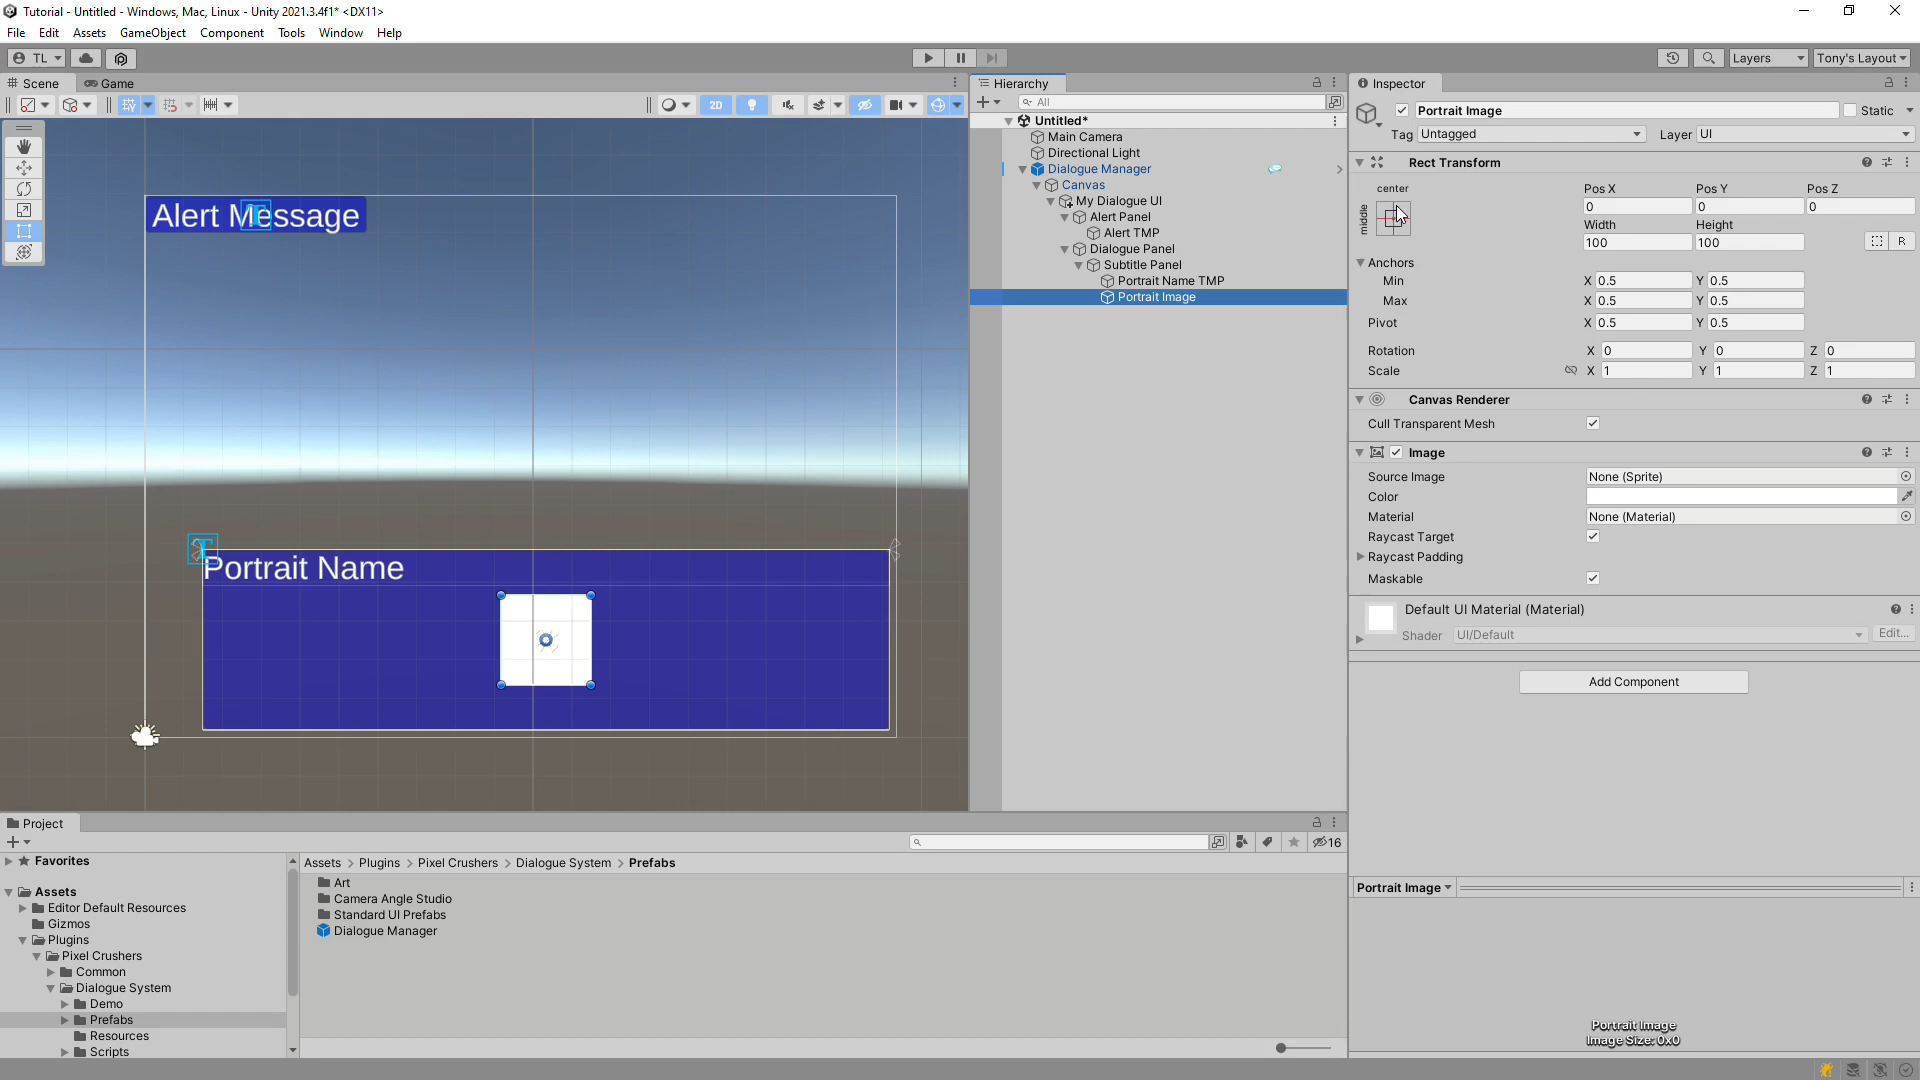 Tutorial - Untitled - Windows, Mac, Linux - Unity 2021.3.4f1* <DX11>
File Edit Assets GameObject Component Tools Window Help
TL Layers Tony's Layout
Scene Game
2D
Alert Message
Portrait Name
Hierarchy
All
Untitled*
Main Camera
Directional Light
Dialogue Manager
Canvas
My Dialogue UI
Alert Panel
Alert TMP
Dialogue Panel
Subtitle Panel
Portrait Name TMP
Portrait Image
Inspector
Portrait Image Static
Tag Untagged Layer UI
Rect Transform
center Pos X Pos Y Pos Z
middle 0 0 0
Width Height
100 100 R
Anchors
Min X 0.5 Y 0.5
Max X 0.5 Y 0.5
Pivot X 0.5 Y 0.5
Rotation X 0 Y 0 Z 0
Scale X 1 Y 1 Z 1
Canvas Renderer
Cull Transparent Mesh
Image
Source Image None (Sprite)
Color
Material None (Material)
Raycast Target
Raycast Padding
Maskable
Default UI Material (Material)
Shader UI/Default Edit...
Add Component
Portrait Image
Portrait Image
Image Size: 0x0
Project
16
Favorites
Assets
Editor Default Resources
Gizmos
Plugins
Pixel Crushers
Common
Dialogue System
Demo
Prefabs
Resources
Scripts
Assets > Plugins > Pixel Crushers > Dialogue System > Prefabs
Art
Camera Angle Studio
Standard UI Prefabs
Dialogue Manager